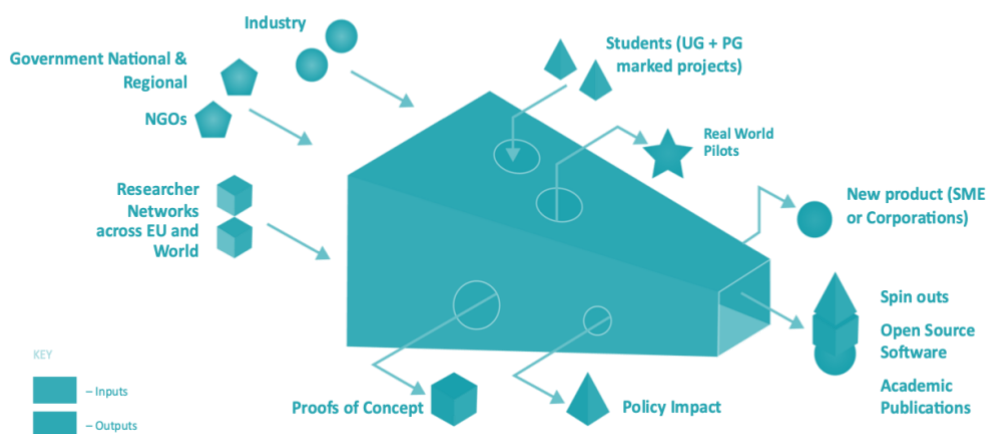 Industry
Government National &
Regional
NGOs
Researcher
Networks
across EU and
World
Students (UG + PG
marked projects)
Real World
Pilots
New product (SME
or Corporations)
Spin outs
Open Source
Software
Academic
Publications
Proofs of Concept
Policy Impact
KEY
– Inputs
– Outputs